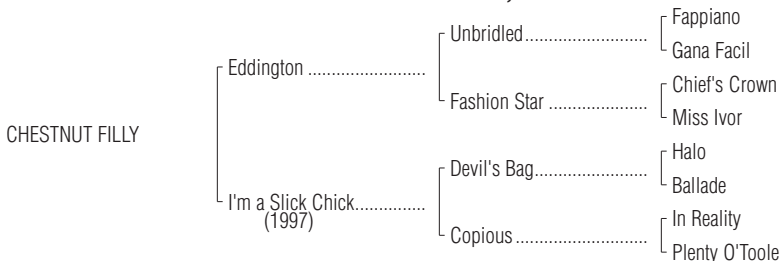 Fappiano
Unbridled
Gana Facil
Eddington
Chief's Crown
Fashion Star
Miss Ivor
CHESTNUT FILLY
Halo
Devil's Bag
Ballade
I'm a Slick Chick
(1997)
In Reality
Copious
Plenty O'Toole